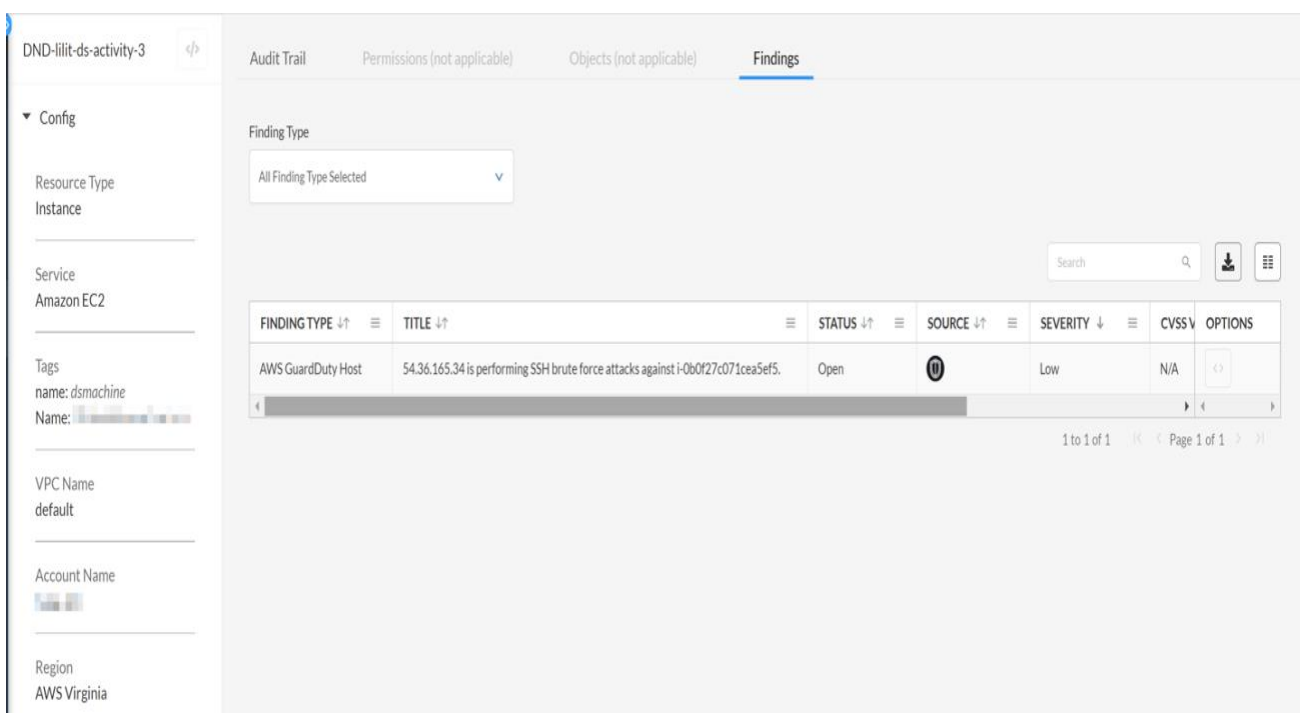 DND-lilit-ds-activity-3
Config
Resource Type
Instance
Service
Amazon EC2
Tags
name: dsmachine
Name:
VPC Name
default
Account Name
Region
AWS Virginia
Audit Trail Permissions (not applicable) Objects (not applicable) Findings
Finding Type
All Finding Type Selected
Search
FINDING TYPE TITLE STATUS SOURCE SEVERITY CVSS V OPTIONS
AWS GuardDuty Host 54.36.165.34 is performing SSH brute force attacks against i-0b0f27c071cea5ef5. Open Low N/A
1 to 1 of 1 Page 1 of 1